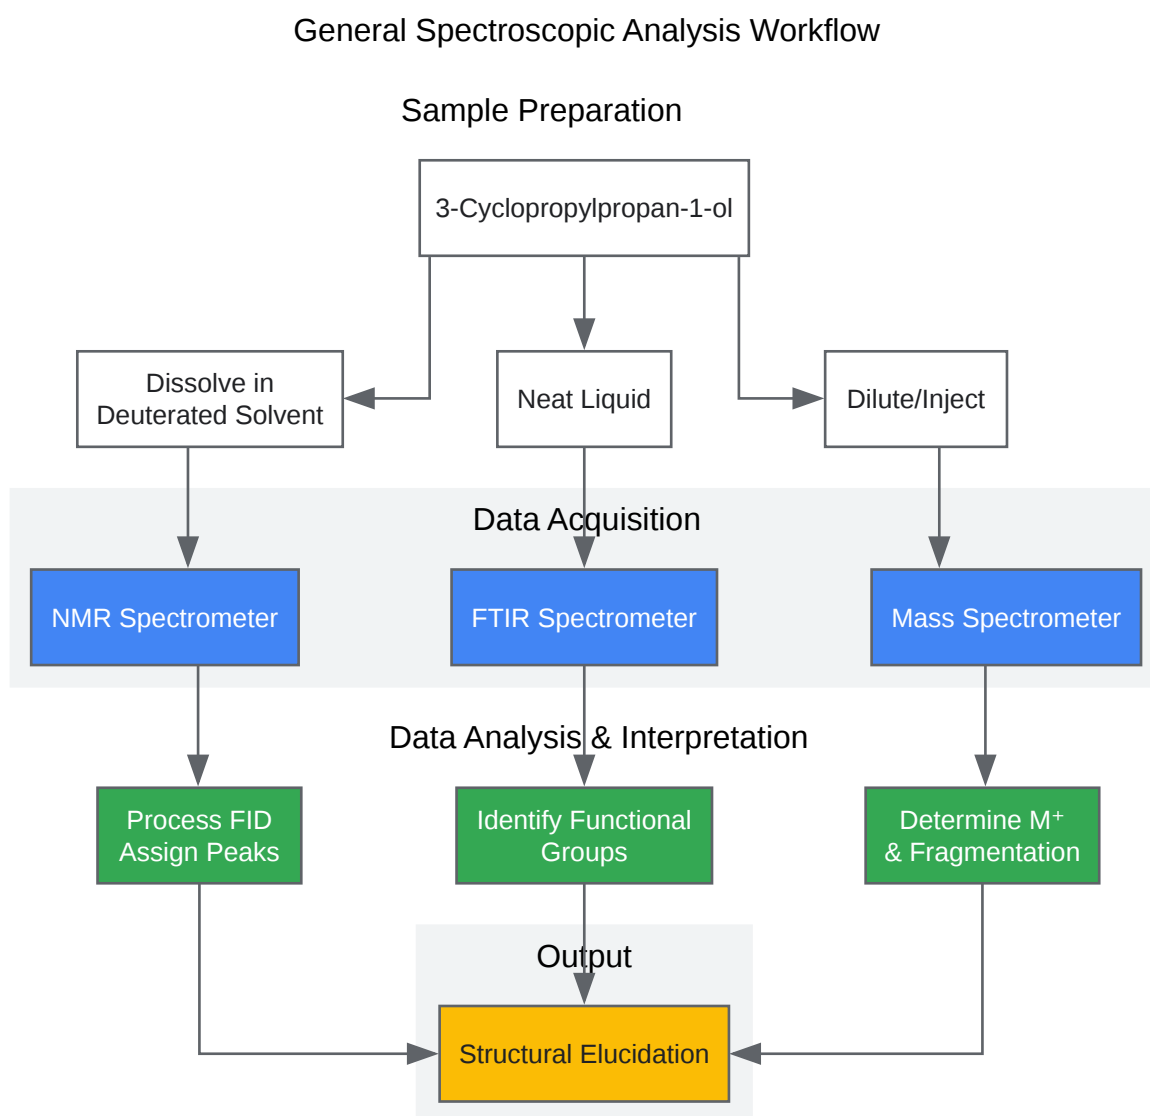 General Spectroscopic Analysis Workflow
Sample Preparation
3-Cyclopropylpropan-1-ol
Dissolve in
Deuterated Solvent
Neat Liquid
Dilute/Inject
Data Acquisition
NMR Spectrometer
FTIR Spectrometer
Mass Spectrometer
Data Analysis & Interpretation
Process FID
Assign Peaks
Identify Functional
Groups
Determine M⁺
& Fragmentation
Output
Structural Elucidation